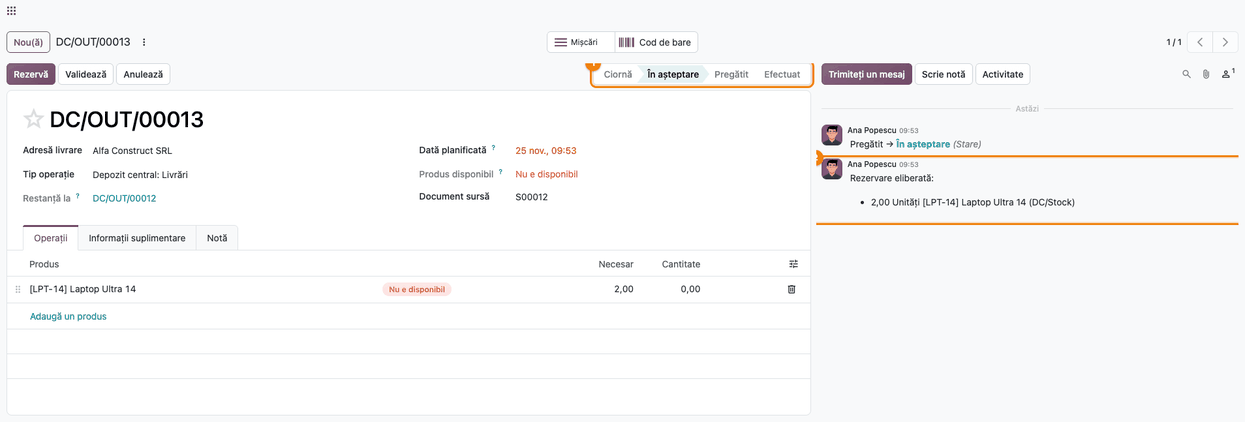 Nou(ă) DC/OUT/00013 Mișcări Cod de bare 1 / 1
Rezervă Validează Anulează Ciornă În așteptare Pregătit Efectuat Trimiteți un mesaj Scrie notă Activitate 1
DC/OUT/00013
Adresă livrare Alfa Construct SRL
Tip operație Depozit central: Livrări
Restanță la ? DC/OUT/00012
Dată planificată ? 25 nov., 09:53
Produs disponibil ? Nu e disponibil
Document sursă S00012
Operații Informații suplimentare Notă
Produs Necesar Cantitate
[LPT-14] Laptop Ultra 14 Nu e disponibil 2,00 0,00
Adaugă un produs
Astăzi
Ana Popescu 09:53
Pregătit → În așteptare (Stare)
Ana Popescu 09:53
Rezervare eliberată:
• 2,00 Unități [LPT-14] Laptop Ultra 14 (DC/Stock)